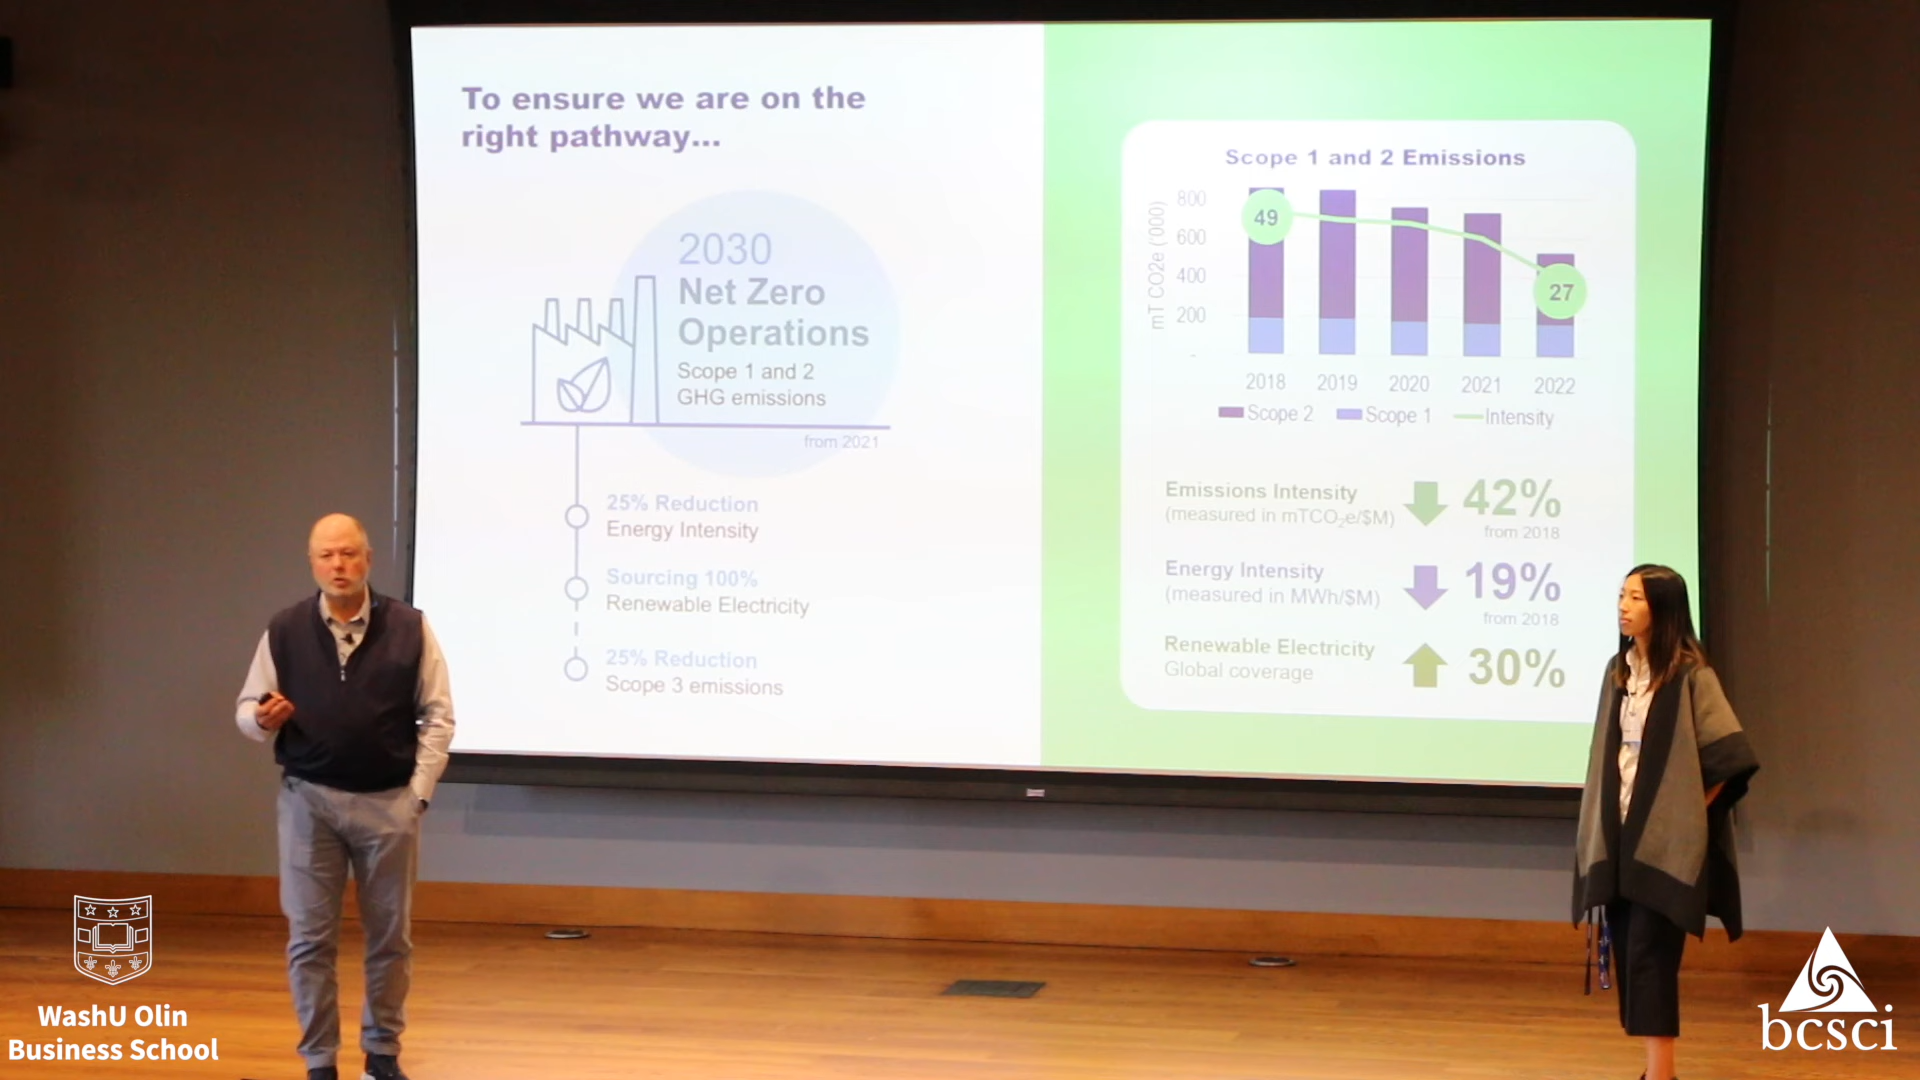 To ensure we are on the
right pathway...
2030
Net Zero
Operations
Scope 1 and 2
GHG emissions
from 2021
25% Reduction
Energy Intensity
Sourcing 100%
Renewable Electricity
25% Reduction
Scope 3 emissions
Scope 1 and 2 Emissions
mT CO2e ('000)
800
600
400
200
-
49
27
2018 2019 2020 2021 2022
Scope 2 Scope 1 Intensity
Emissions Intensity
(measured in mTCO₂e/$M)
42%
from 2018
Energy Intensity
(measured in MWh/$M)
19%
from 2018
Renewable Electricity
Global coverage
30%
WashU Olin
Business School
bcsci